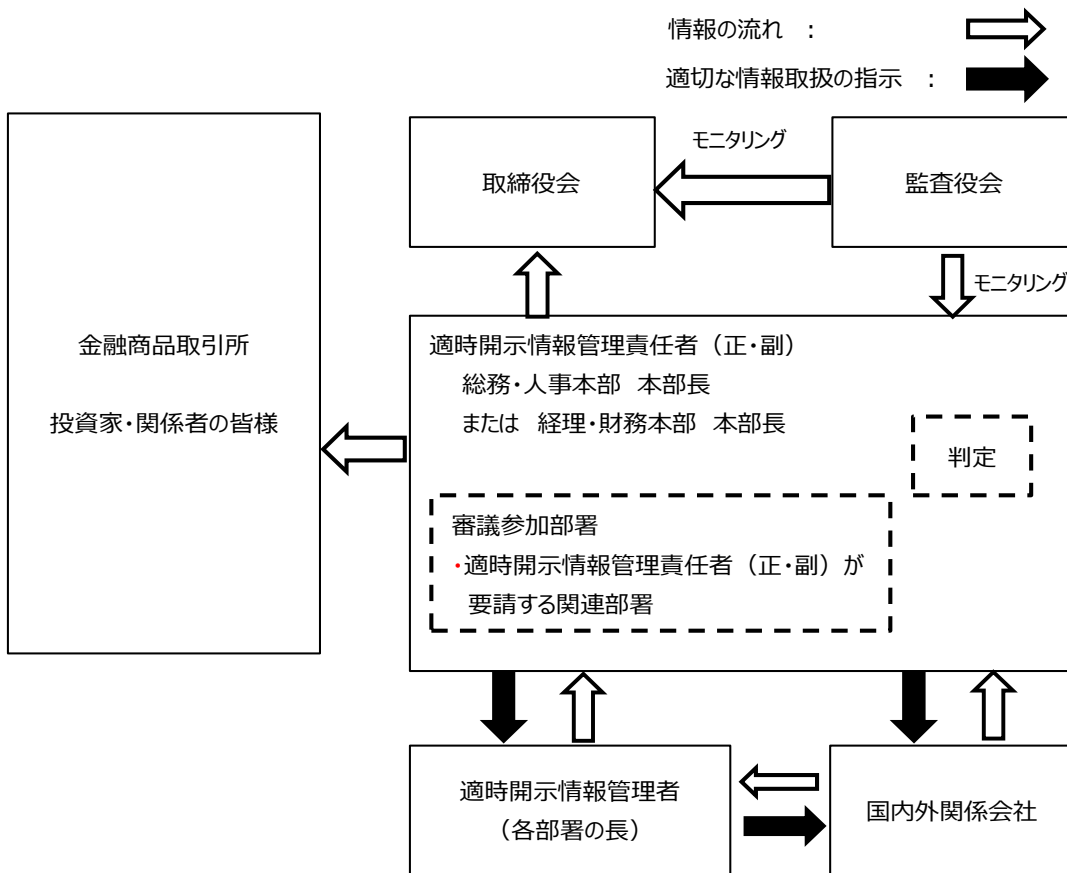 情報の流れ ：
適切な情報取扱の指示 ：
モニタリング
取締役会
監査役会
モニタリング
金融商品取引所
投資家・関係者の皆様
適時開示情報管理責任者（正・副）
総務・人事本部 本部長
または 経理・財務本部 本部長
判定
審議参加部署
・適時開示情報管理責任者（正・副）が
要請する関連部署
適時開示情報管理者
（各部署の長）
国内外関係会社